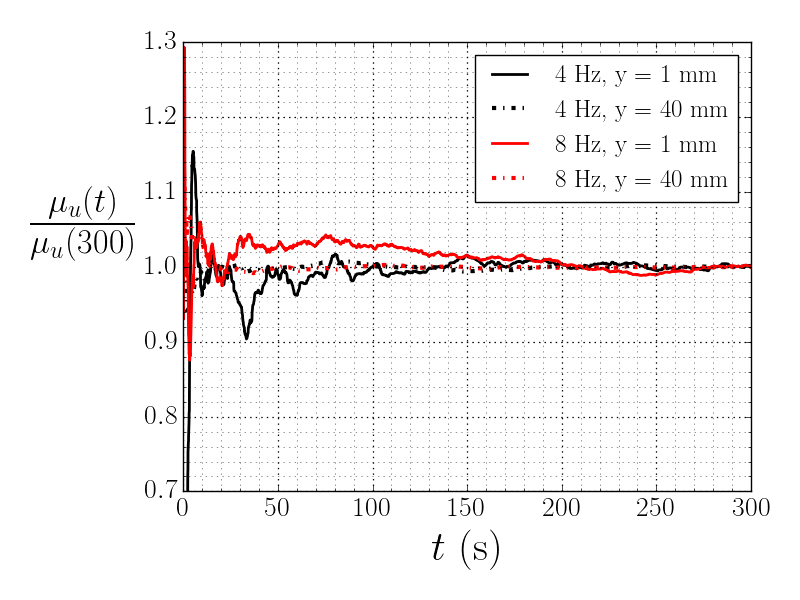 1.3
1.2
1.1
1.0
0.9
0.8
0.7
μ_u(t)
μ_u(300)
4 Hz, y = 1 mm
4 Hz, y = 40 mm
8 Hz, y = 1 mm
8 Hz, y = 40 mm
0 50 100 150 200 250 300
t (s)